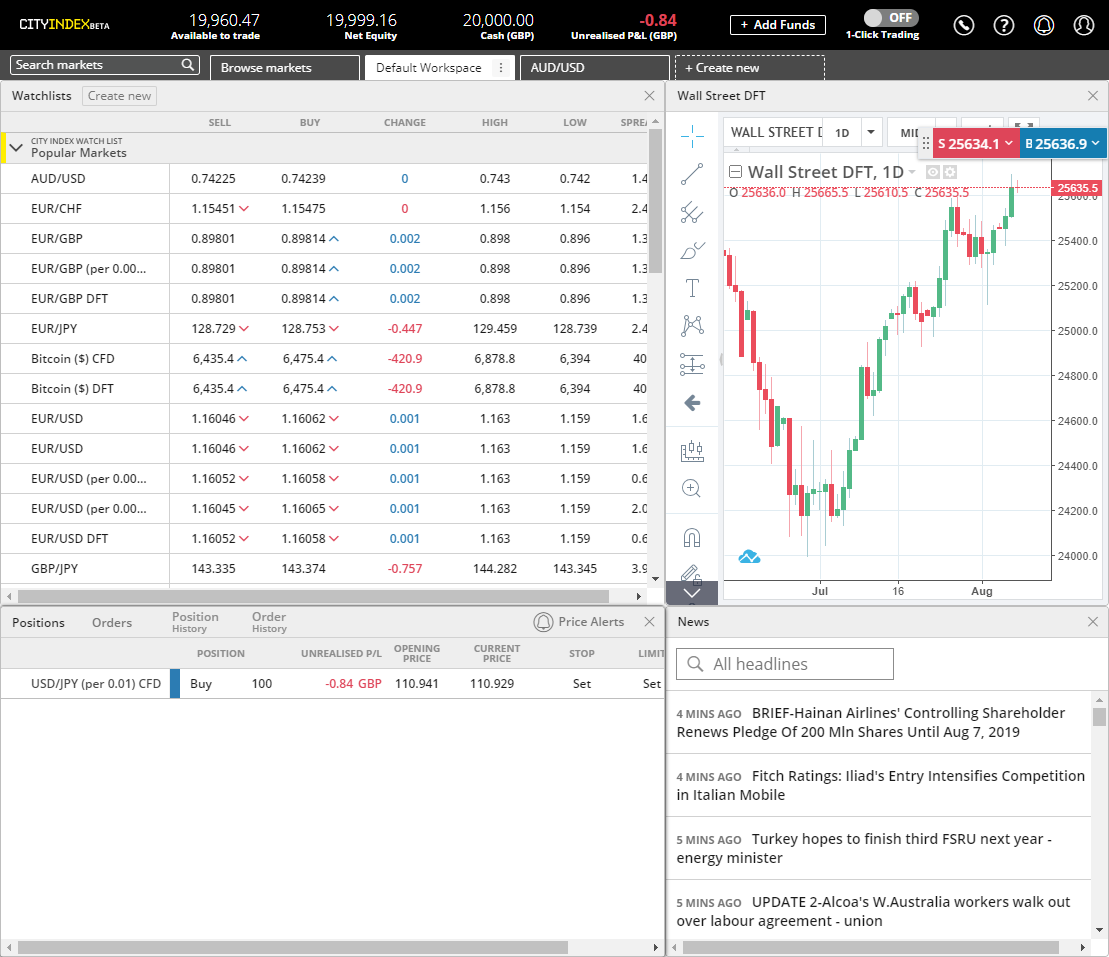 CITYINDEXBETA
19,960.47
Available to trade
19,999.16
Net Equity
20,000.00
Cash (GBP)
-0.84
Unrealised P&L (GBP)
+ Add Funds
OFF
1-Click Trading
Search markets
Browse markets
Default Workspace
AUD/USD
+ Create new
Watchlists Create new
SELL BUY CHANGE HIGH LOW
CITY INDEX WATCH LIST
Popular Markets
AUD/USD 0.74225 0.74239 0 0.743 0.742 1.4
EUR/CHF 1.15451 1.15475 0 1.156 1.154 2.4
EUR/GBP 0.89801 0.89814 0.002 0.898 0.896 1.3
EUR/GBP (per 0.00... 0.89801 0.89814 0.002 0.898 0.896 1.3
EUR/GBP DFT 0.89801 0.89814 0.002 0.898 0.896 1.3
EUR/JPY 128.729 128.753 -0.447 129.459 128.739 2.4
Bitcoin ($) CFD 6,435.4 6,475.4 -420.9 6,878.8 6,394 40
Bitcoin ($) DFT 6,435.4 6,475.4 -420.9 6,878.8 6,394 40
EUR/USD 1.16046 1.16062 0.001 1.163 1.159 1.6
EUR/USD 1.16046 1.16062 0.001 1.163 1.159 1.6
EUR/USD (per 0.00... 1.16052 1.16058 0.001 1.163 1.159 0.6
EUR/USD (per 0.00... 1.16045 1.16065 0.001 1.163 1.159 2.0
EUR/USD DFT 1.16052 1.16058 0.001 1.163 1.159 0.6
GBP/JPY 143.335 143.374 -0.757 144.282 143.345 3.9
Wall Street DFT
WALL STREET 1D
S 25634.1 B 25636.9
Wall Street DFT, 1D
O 25636.0 H 25665.5 L 25610.5 C 25635.5
25635.5
25400.0
25200.0
25000.0
24800.0
24600.0
24400.0
24200.0
24000.0
Jul 16 Aug
Positions Orders Position History Order History Price Alerts
POSITION UNREALISED P/L OPENING PRICE CURRENT PRICE STOP LIMIT
USD/JPY (per 0.01) CFD Buy 100 -0.84 GBP 110.941 110.929 Set Set
News
All headlines
4 MINS AGO BRIEF-Hainan Airlines' Controlling Shareholder
Renews Pledge Of 200 Mln Shares Until Aug 7, 2019
4 MINS AGO Fitch Ratings: Iliad's Entry Intensifies Competition
in Italian Mobile
5 MINS AGO Turkey hopes to finish third FSRU next year -
energy minister
5 MINS AGO UPDATE 2-Alcoa's W.Australia workers walk out
over labour agreement - union